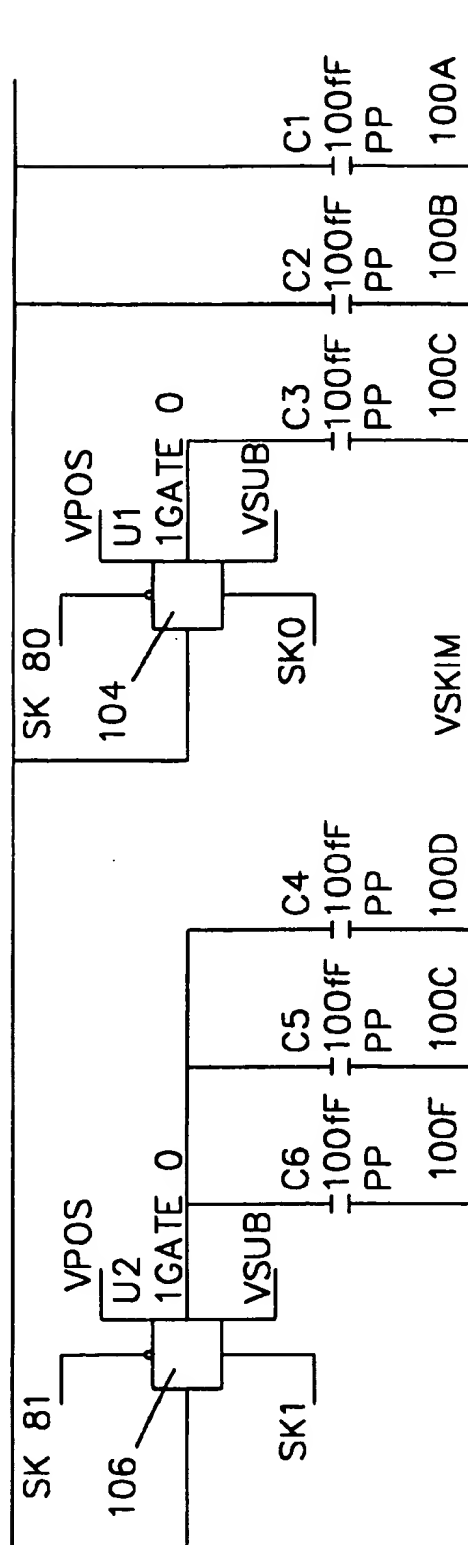 SK 81
106
VPOS
U2
1GATE 0
VSUB
SK1
C6
100fF
PP
100F
C5
100fF
PP
100C
C4
100fF
PP
100D
VSKIM
SK 80
104
VPOS
U1
1GATE 0
VSUB
SK0
C3
100fF
PP
100C
C2
100fF
PP
100B
C1
100fF
PP
100A